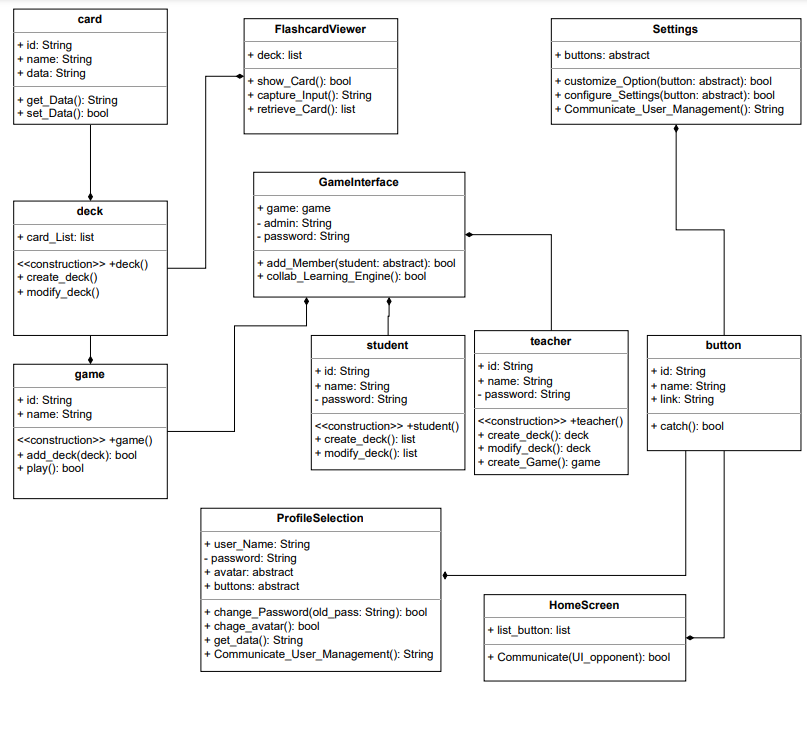 card
+ id: String
+ name: String
+ data: String
+ get_Data(): String
+ set_Data(): bool
FlashcardViewer
+ deck: list
+ show_Card(): bool
+ capture_Input(): String
+ retrieve_Card(): list
Settings
+ buttons: abstract
+ customize_Option(button: abstract): bool
+ configure_Settings(button: abstract): bool
+ Communicate_User_Management(): String
deck
+ card_List: list
<<construction>> +deck()
+ create_deck()
+ modify_deck()
GameInterface
+ game: game
- admin: String
- password: String
+ add_Member(student: abstract): bool
+ collab_Learning_Engine(): bool
game
+ id: String
+ name: String
<<construction>> +game()
+ add_deck(deck): bool
+ play(): bool
student
+ id: String
+ name: String
- password: String
<<construction>> +student()
+ create_deck(): list
+ modify_deck(): list
teacher
+ id: String
+ name: String
- password: String
<<construction>> +teacher()
+ create_deck(): deck
+ modify_deck(): deck
+ create_Game(): game
button
+ id: String
+ name: String
+ link: String
+ catch(): bool
ProfileSelection
+ user_Name: String
- password: String
+ avatar: abstract
+ buttons: abstract
+ change_Password(old_pass: String): bool
+ chage_avatar(): bool
+ get_data(): String
+ Communicate_User_Management(): String
HomeScreen
+ list_button: list
+ Communicate(UI_opponent): bool